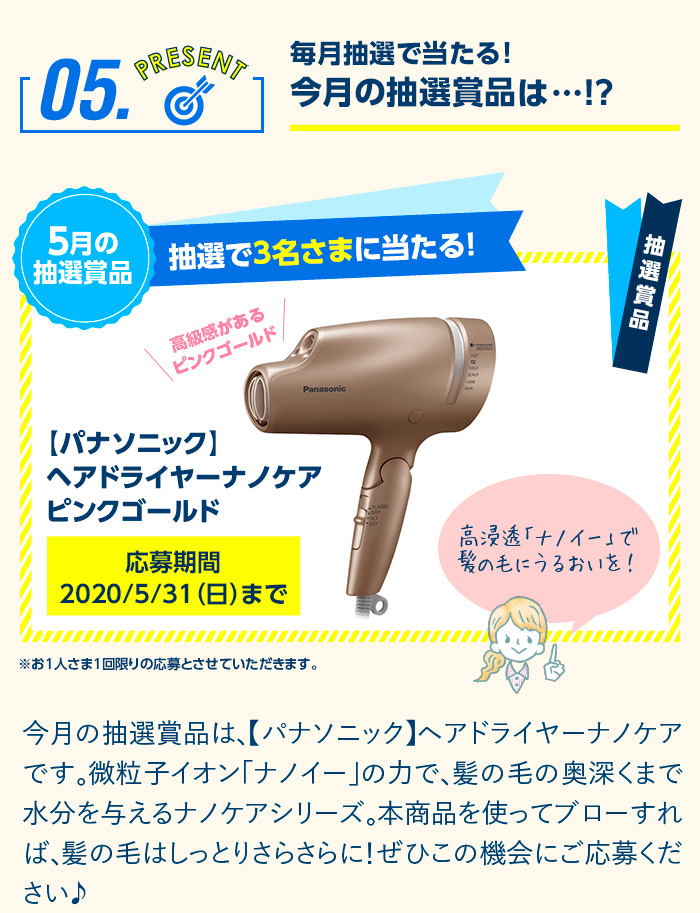 05.
PRESENT
毎月抽選で当たる!
今月の抽選賞品は…!?
5月の
抽選賞品
抽選で3名さまに当たる!
抽選賞品
高級感がある
ピンクゴールド
Panasonic
HOT
COLD
SCALP
CARE
SKIN
TURBO
DRY
SET
OFF
【パナソニック】
ヘアドライヤーナノケア
ピンクゴールド
応募期間
2020/5/31(日)まで
高浸透「ナノイー」で
髪の毛にうるおいを!
※お1人さま1回限りの応募とさせていただきます。
今月の抽選賞品は、【パナソニック】ヘアドライヤーナノケア
です。微粒子イオン「ナノイー」の力で、髪の毛の奥深くまで
水分を与えるナノケアシリーズ。本商品を使ってブローすれ
ば、髪の毛はしっとりさらさらに!ぜひこの機会にご応募くだ
さい♪